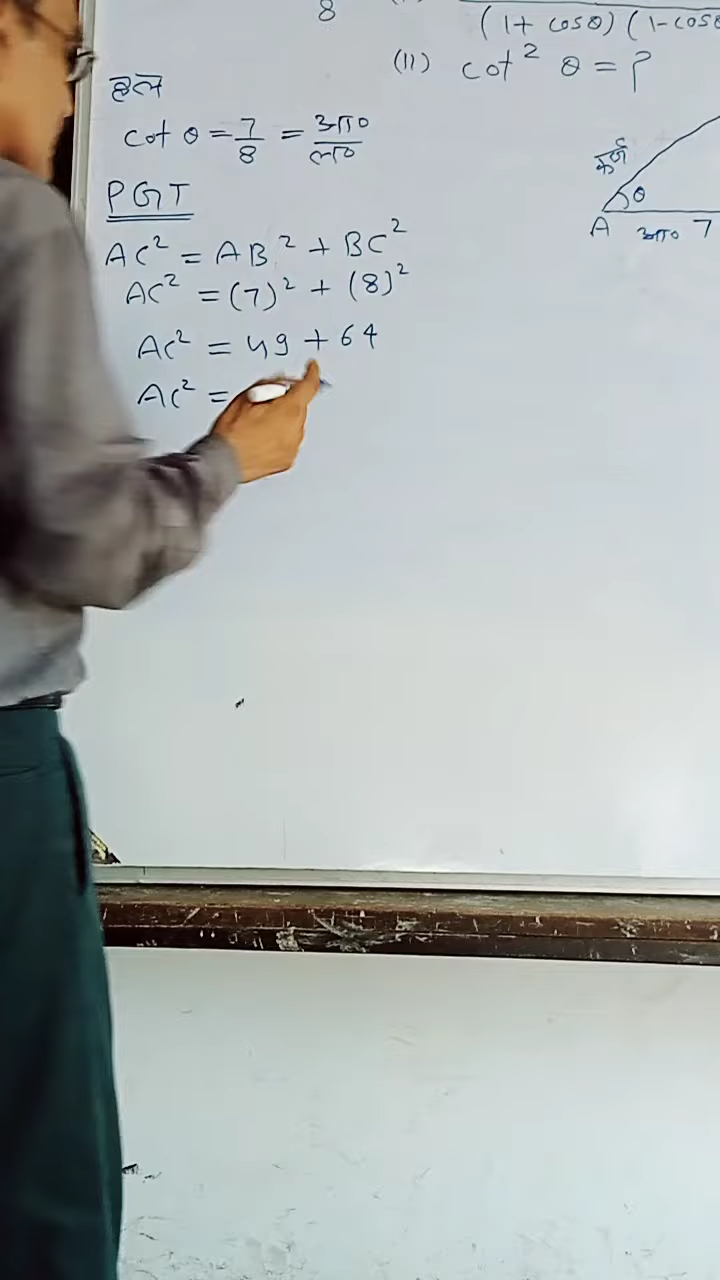 8
(1 + cosθ) (1 - cosθ
(11) cot² θ = ?
हल
cot θ = 7/8 = आ०/ल०
PGT
AC² = AB² + BC²
AC² = (7)² + (8)²
AC² = 49 + 64
AC² =
कर्ण
θ
A आ० 7